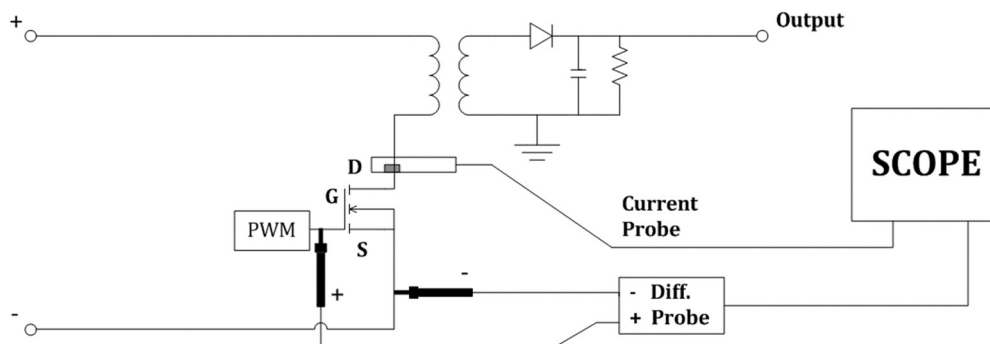 +
Output
D
SCOPE
G
Current
Probe
PWM
S
-
+
- Diff.
+ Probe
-